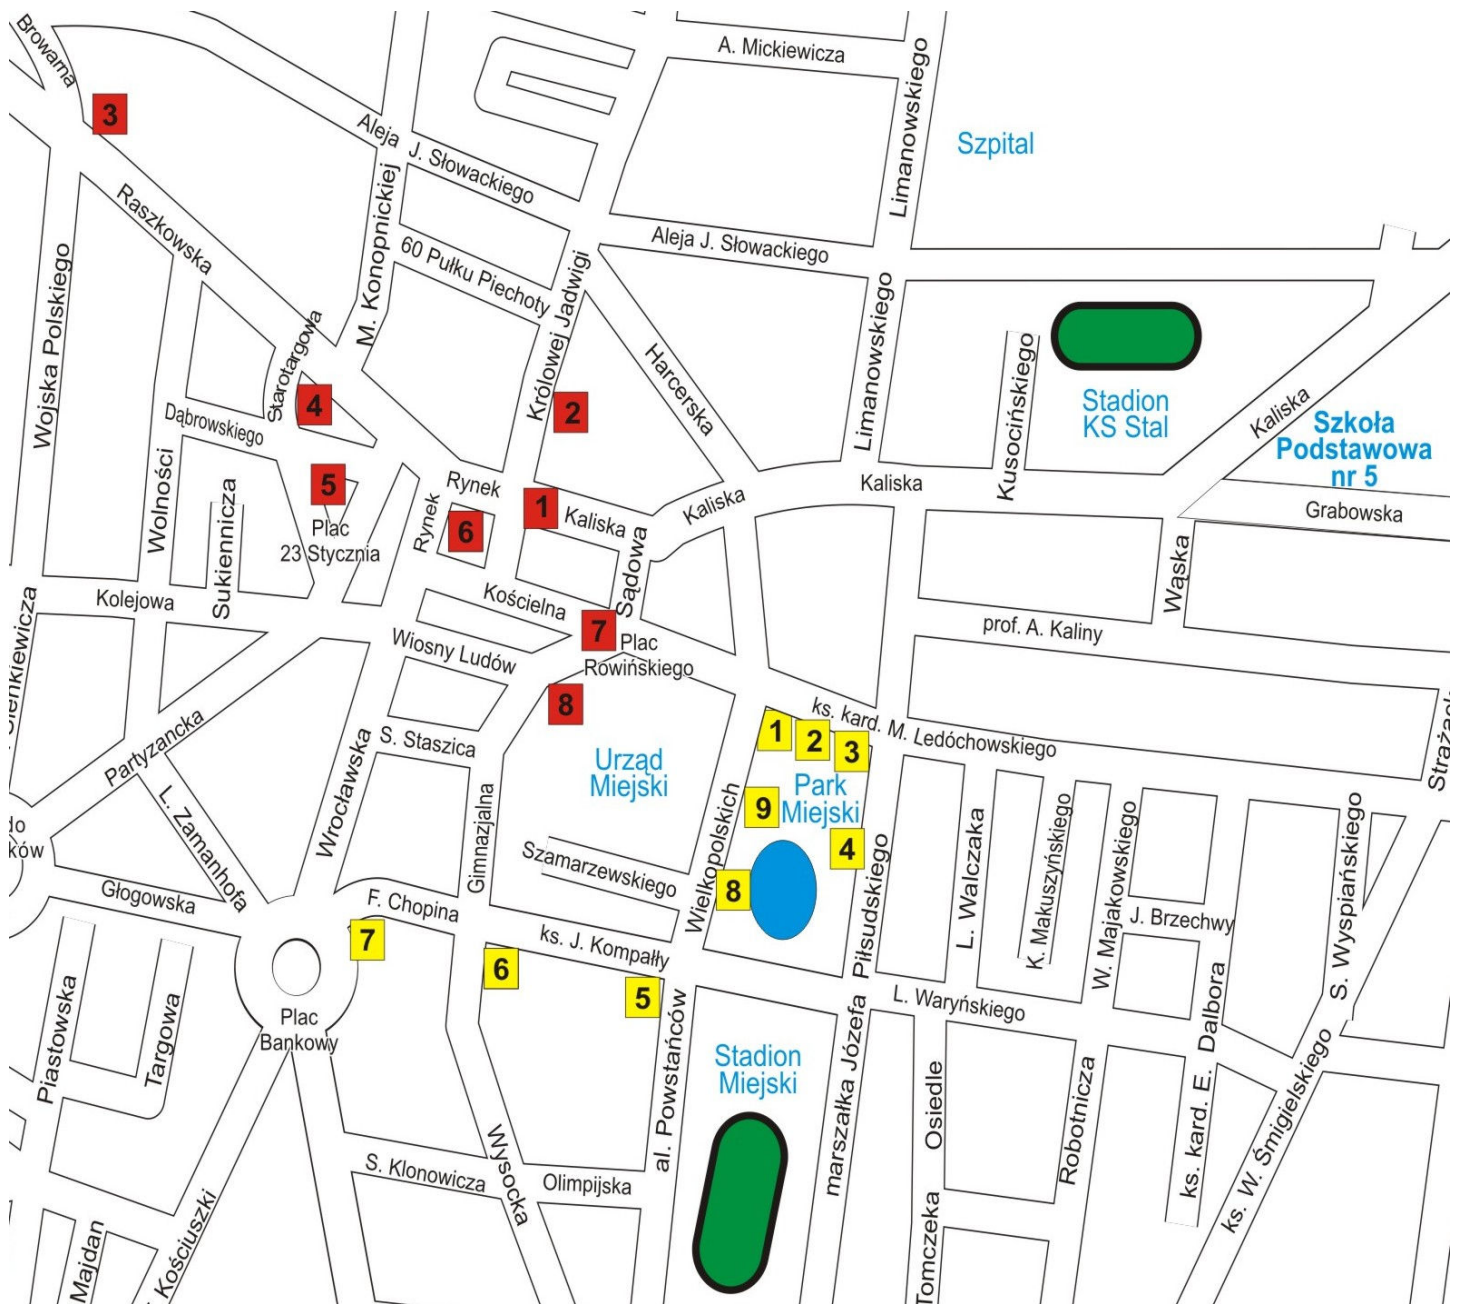 Browarna
3
A. Mickiewicza
Limanowskiego
Szpital
Aleja J. Słowackiego
M. Konopnickiej
Raszkowska
Limanowskiego
Aleja J. Słowackiego
60 Pułku Piechoty
Królowej Jadwigi
Wojska Polskiego
Starotargowa
Harcerska
Kusocińskiego
Stadion
KS Stal
Kaliska
Szkoła
Podstawowa
nr 5
4
2
Dąbrowskiego
Wolności
Sukiennicza
5
Plac
23 Stycznia
Rynek
Rynek
6
1
Kaliska
Kaliska
Kaliska
Grabowska
Sądowa
Wąska
Kolejowa
Kościelna
7
Plac
Rowińskiego
prof. A. Kaliny
Wiosny Ludów
8
Partyzancka
Wrocławska
S. Staszica
Urząd
Miejski
1
2
3
ks. kard. M. Ledóchowskiego
Park
Miejski
9
4
8
L. Zamanhofa
Gimnazjalna
Szamarzewskiego
Wielkopolskich
Piłsudskiego
L. Walczaka
K. Makuszyńskiego
W. Majakowskiego
S. Wyspiańskiego
J. Brzechwy
Głogowska
F. Chopina
7
ks. J. Kompałły
6
5
L. Waryńskiego
Plac
Bankowy
Piastowska
Targowa
al. Powstańców
Stadion
Miejski
marszałka Józefa
Osiedle
Robotnicza
ks. kard. E. Dalbora
ks. W. Śmigielskiego
Wysocka
S. Klonowicza
Olimpijska
Tomczeka
Majdan
Kościuszki